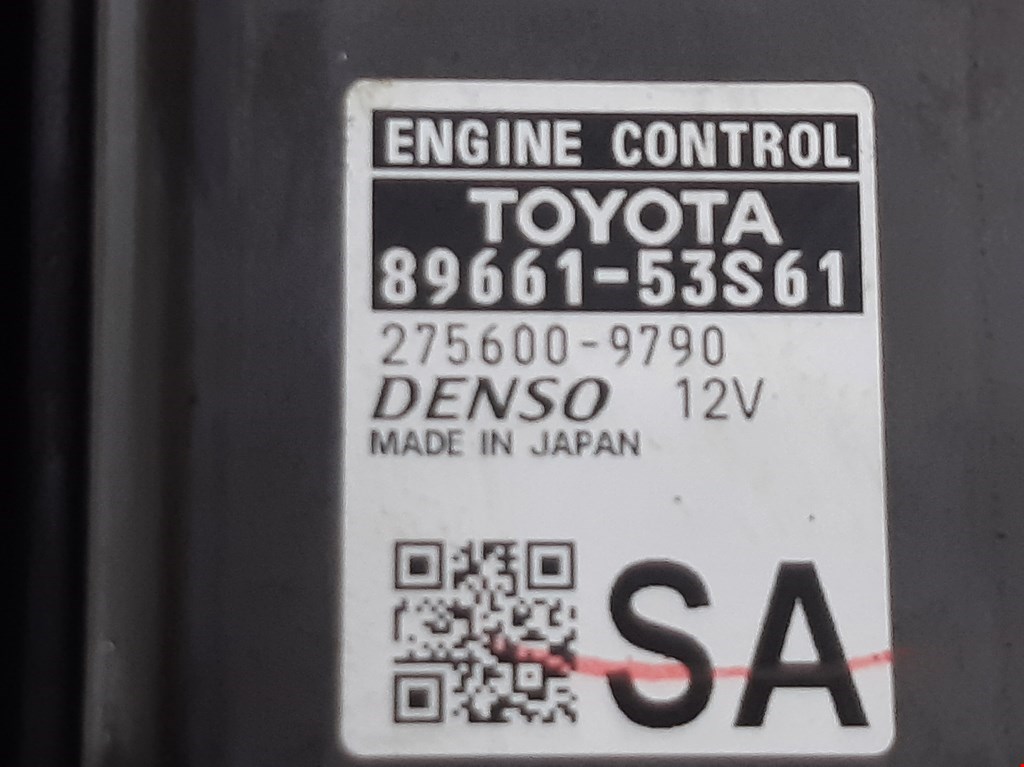 ENGINE CONTROL
TOYOTA
89661-53S61
275600-9790
DENSO 12V
MADE IN JAPAN
SA